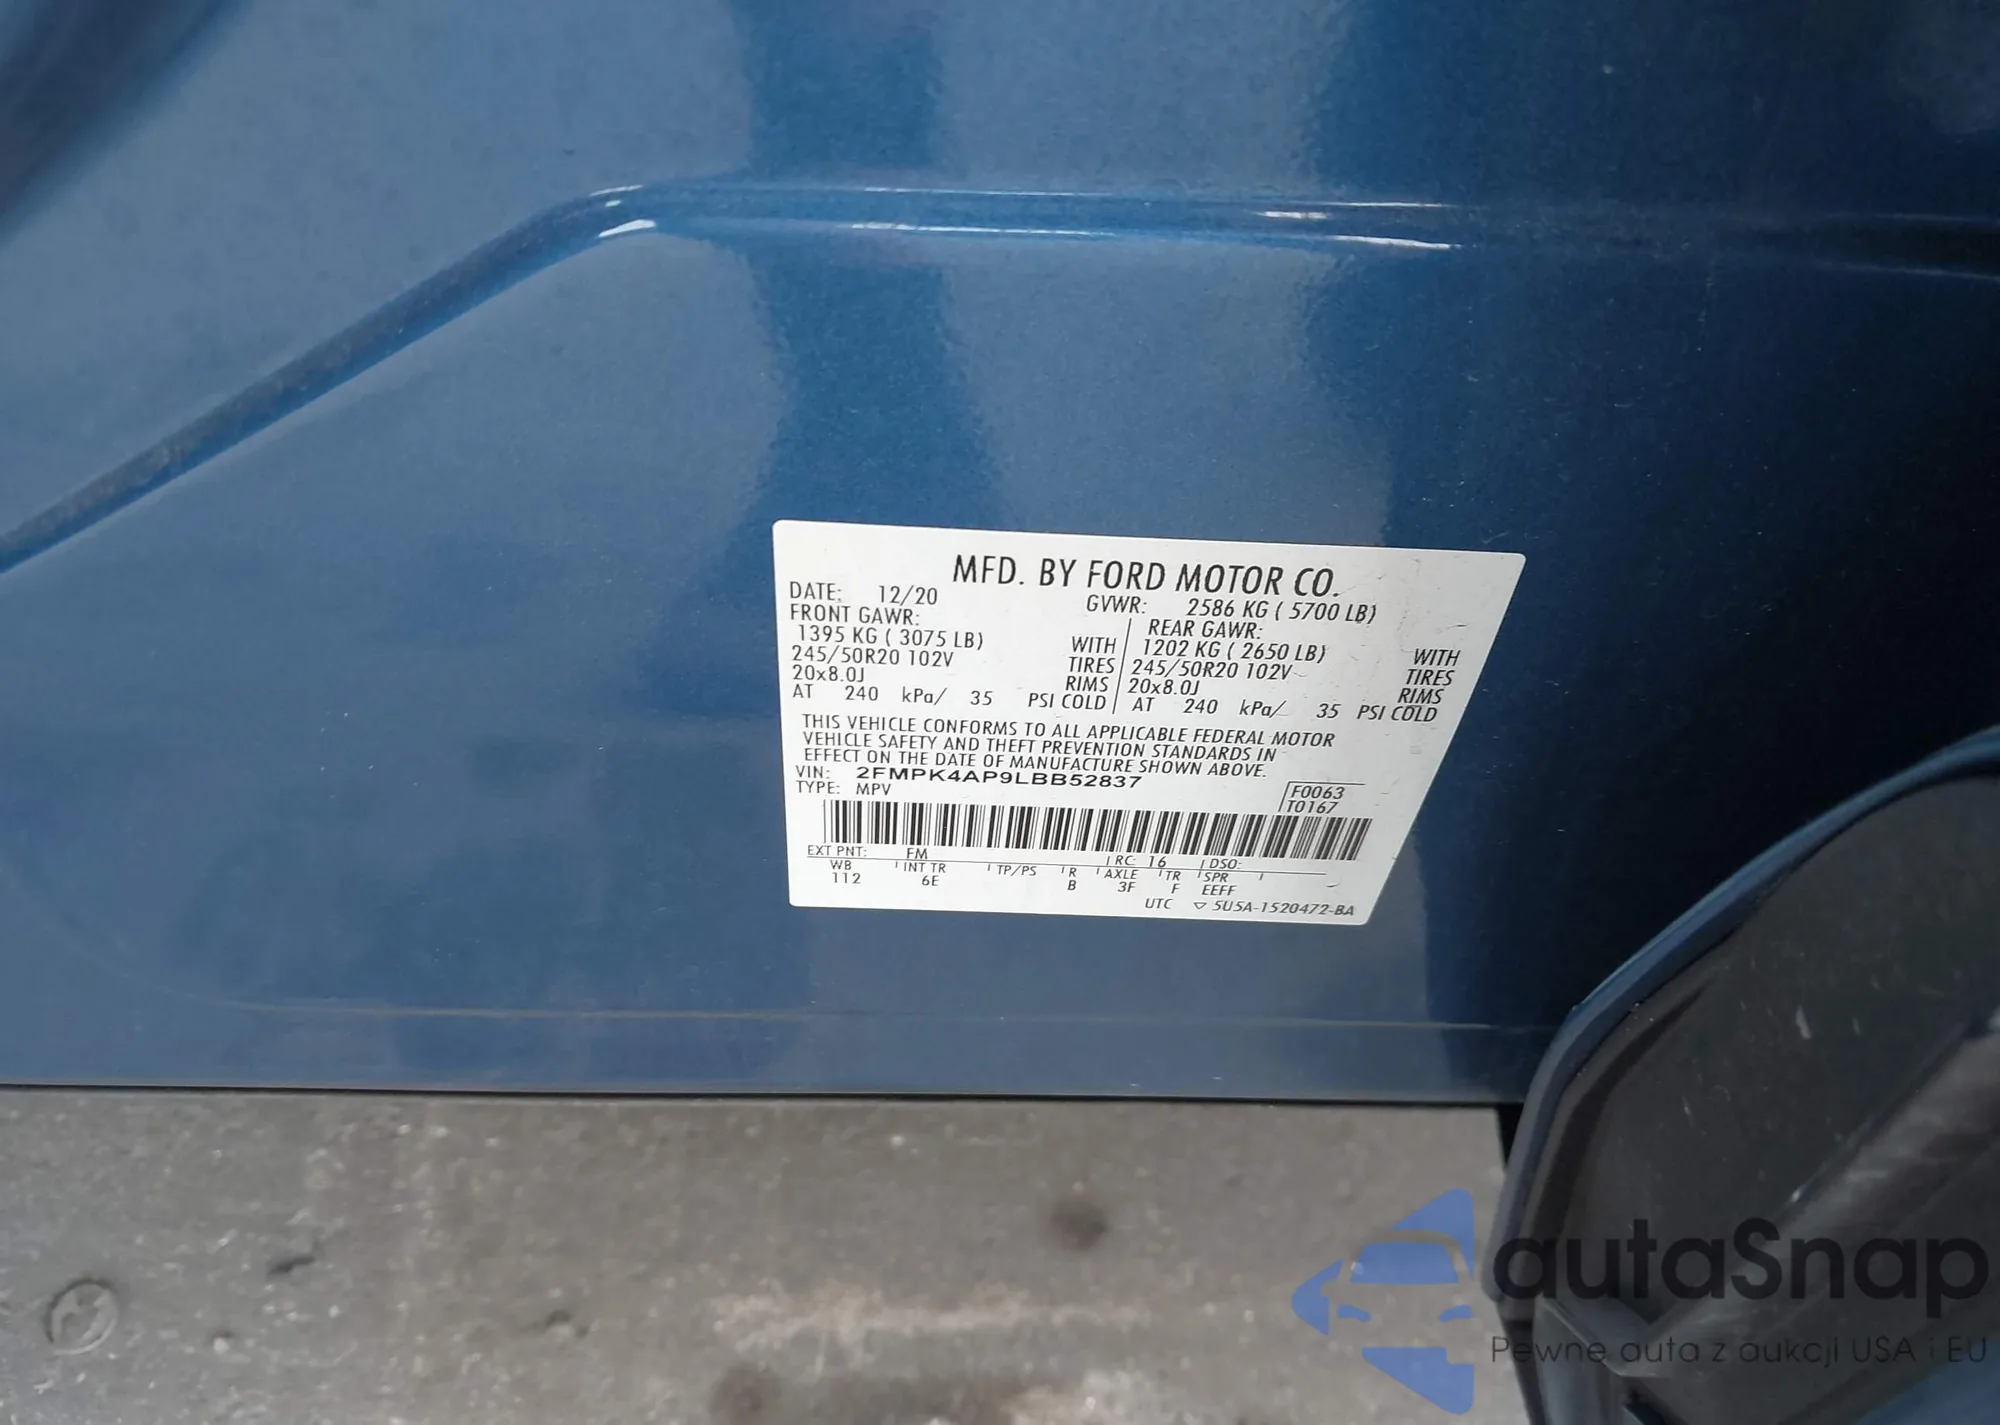 MFD. BY FORD MOTOR CO.
DATE: 12/20 GVWR: 2586 KG ( 5700 LB)
FRONT GAWR: REAR GAWR:
1395 KG ( 3075 LB) WITH 1202 KG ( 2650 LB) WITH
245/50R20 102V TIRES 245/50R20 102V TIRES
20x8.0J RIMS 20x8.0J RIMS
AT 240 kPa/ 35 PSI COLD AT 240 kPa/ 35 PSI COLD
THIS VEHICLE CONFORMS TO ALL APPLICABLE FEDERAL MOTOR
VEHICLE SAFETY AND THEFT PREVENTION STANDARDS IN
EFFECT ON THE DATE OF MANUFACTURE SHOWN ABOVE.
VIN: 2FMPK4AP9LBB52837
TYPE: MPV F0063
T0167
EXT PNT: FM RC: 16 DSO:
WB INT TR TP/PS R AXLE TR SPR
112 6E B 3F F EEFF
UTC ▽ 5U5A-1520472-BA
autaSnap
Pewne auta z aukcji USA i EU